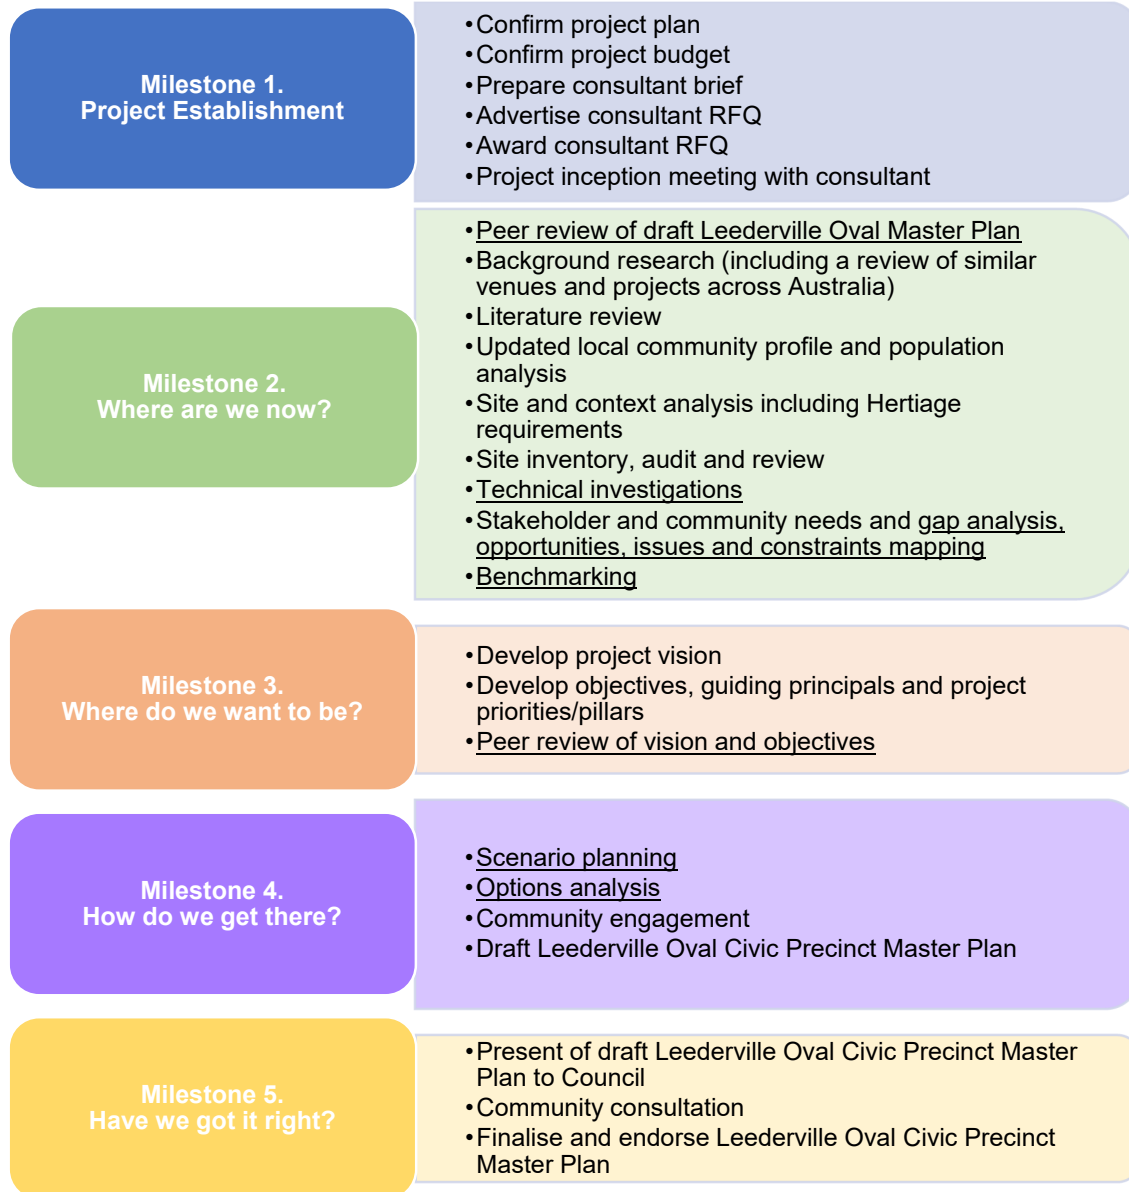 Milestone 1.
Project Establishment
•Confirm project plan
•Confirm project budget
•Prepare consultant brief
•Advertise consultant RFQ
•Award consultant RFQ
•Project inception meeting with consultant
Milestone 2.
Where are we now?
•Peer review of draft Leederville Oval Master Plan
•Background research (including a review of similar
venues and projects across Australia)
•Literature review
•Updated local community profile and population
analysis
•Site and context analysis including Hertiage
requirements
•Site inventory, audit and review
•Technical investigations
•Stakeholder and community needs and gap analysis,
opportunities, issues and constraints mapping
•Benchmarking
Milestone 3.
Where do we want to be?
•Develop project vision
•Develop objectives, guiding principals and project
priorities/pillars
•Peer review of vision and objectives
Milestone 4.
How do we get there?
•Scenario planning
•Options analysis
•Community engagement
•Draft Leederville Oval Civic Precinct Master Plan
Milestone 5.
Have we got it right?
•Present of draft Leederville Oval Civic Precinct Master
Plan to Council
•Community consultation
•Finalise and endorse Leederville Oval Civic Precinct
Master Plan